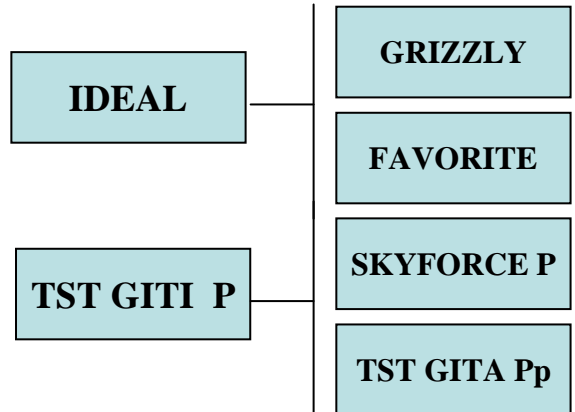 IDEAL
TST GITI P
GRIZZLY
FAVORITE
SKYFORCE P
TST GITA Pp